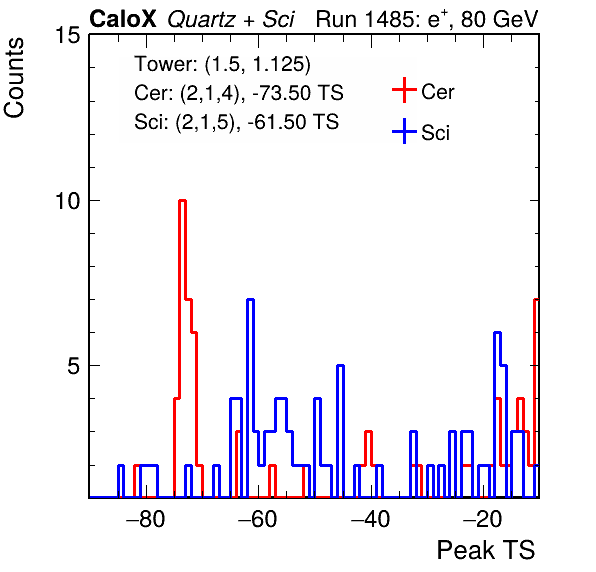 CaloX Quartz + Sci Run 1485: e+, 80 GeV
Counts
15
10
5
Tower: (1.5, 1.125)
Cer: (2,1,4), -73.50 TS
Sci: (2,1,5), -61.50 TS
Cer
Sci
−80 −60 −40 −20
Peak TS